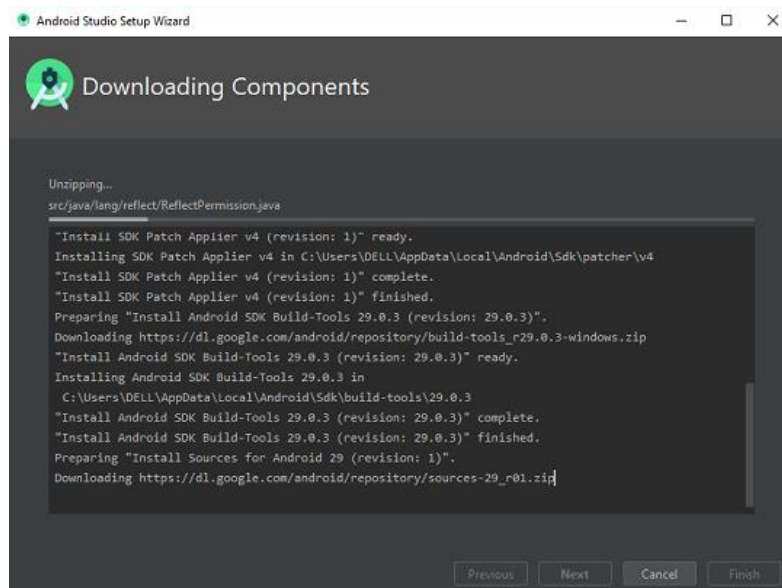 Android Studio Setup Wizard
Downloading Components
Unzipping...
src/java/lang/reflect/ReflectPermission.java
"Install SDK Patch Applier v4 (revision: 1)" ready.
Installing SDK Patch Applier v4 in C:\Users\DELL\AppData\Local\Android\Sdk\patcher\v4
"Install SDK Patch Applier v4 (revision: 1)" complete.
"Install SDK Patch Applier v4 (revision: 1)" finished.
Preparing "Install Android SDK Build-Tools 29.0.3 (revision: 29.0.3)".
Downloading https://dl.google.com/android/repository/build-tools_r29.0.3-windows.zip
"Install Android SDK Build-Tools 29.0.3 (revision: 29.0.3)" ready.
Installing Android SDK Build-Tools 29.0.3 in
C:\Users\DELL\AppData\Local\Android\Sdk\build-tools\29.0.3
"Install Android SDK Build-Tools 29.0.3 (revision: 29.0.3)" complete.
"Install Android SDK Build-Tools 29.0.3 (revision: 29.0.3)" finished.
Preparing "Install Sources for Android 29 (revision: 1)".
Downloading https://dl.google.com/android/repository/sources-29_r01.zip
Previous Next Cancel Finish